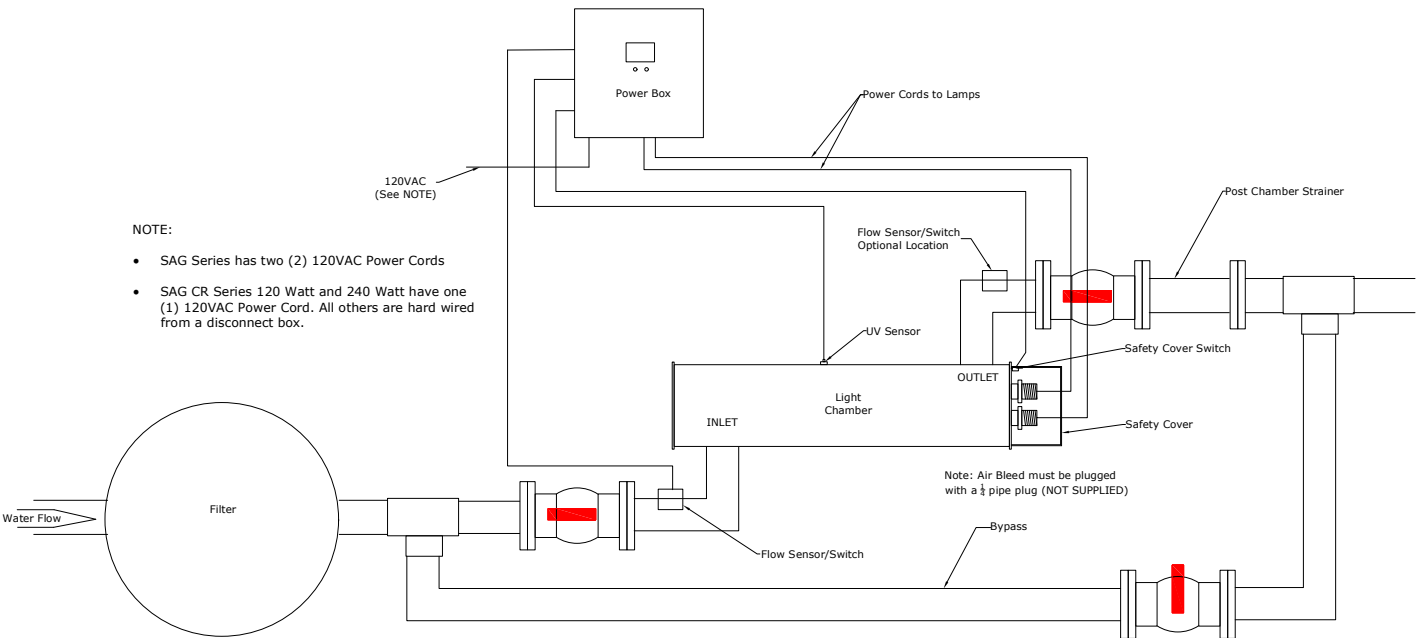 Power Box
Power Cords to Lamps
120VAC
(See NOTE)
Post Chamber Strainer
NOTE:
• SAG Series has two (2) 120VAC Power Cords
• SAG CR Series 120 Watt and 240 Watt have one
(1) 120VAC Power Cord. All others are hard wired
from a disconnect box.
Flow Sensor/Switch
Optional Location
UV Sensor
Safety Cover Switch
OUTLET
Light
Chamber
INLET
Safety Cover
Note: Air Bleed must be plugged
with a ¼ pipe plug (NOT SUPPLIED)
Filter
Water Flow
Bypass
Flow Sensor/Switch